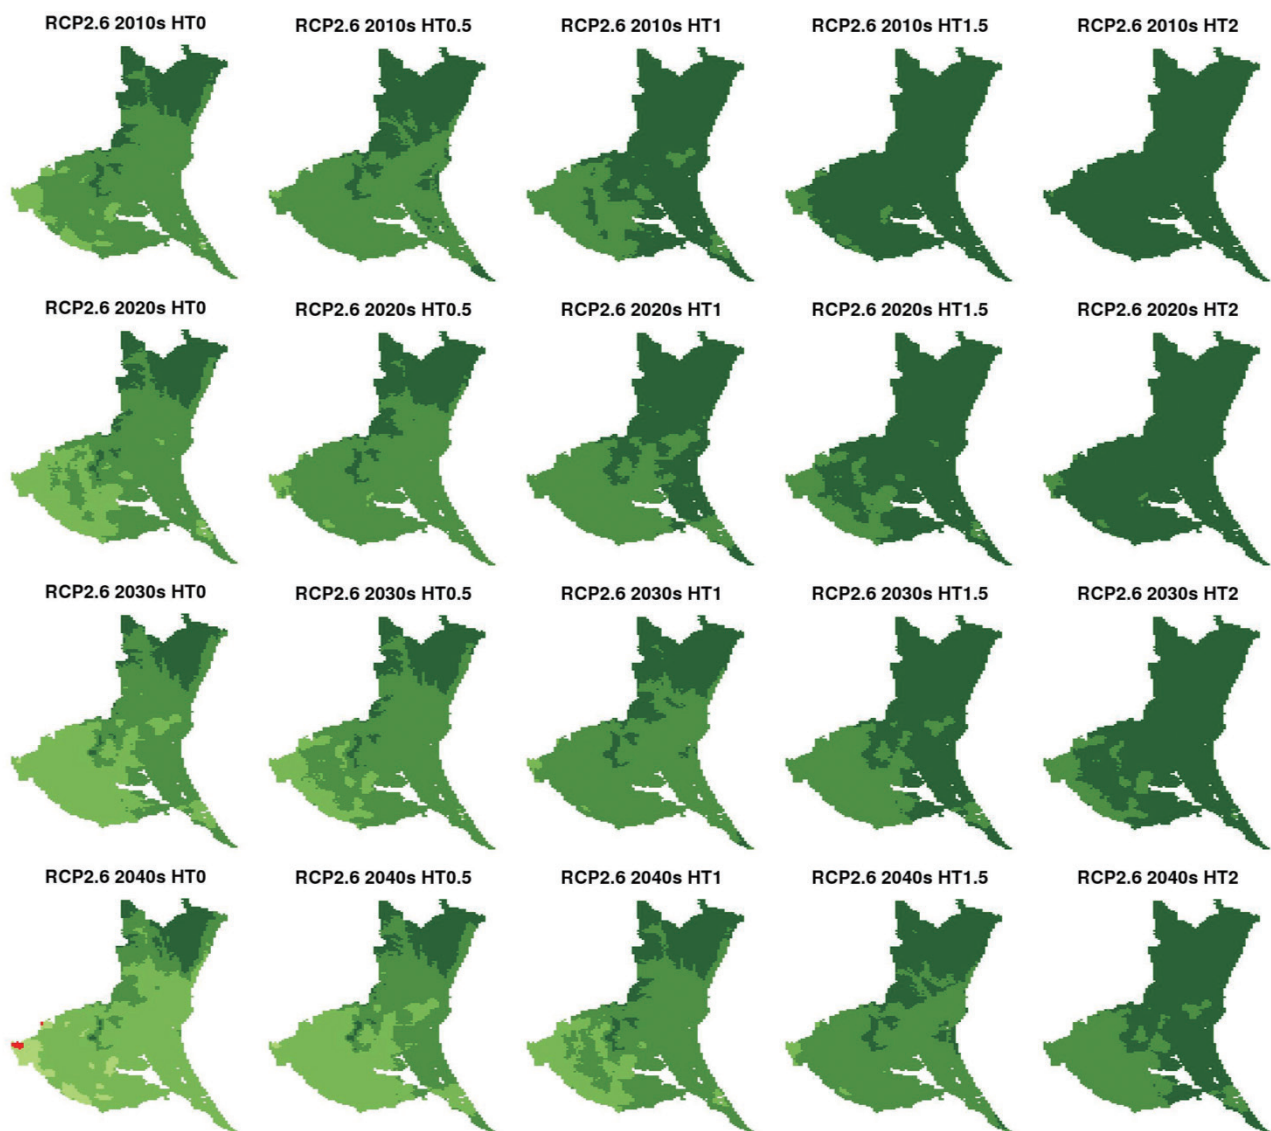 RCP2.6 2010s HT0
RCP2.6 2010s HT0.5
RCP2.6 2010s HT1
RCP2.6 2010s HT1.5
RCP2.6 2010s HT2
RCP2.6 2020s HT0
RCP2.6 2020s HT0.5
RCP2.6 2020s HT1
RCP2.6 2020s HT1.5
RCP2.6 2020s HT2
RCP2.6 2030s HT0
RCP2.6 2030s HT0.5
RCP2.6 2030s HT1
RCP2.6 2030s HT1.5
RCP2.6 2030s HT2
RCP2.6 2040s HT0
RCP2.6 2040s HT0.5
RCP2.6 2040s HT1
RCP2.6 2040s HT1.5
RCP2.6 2040s HT2